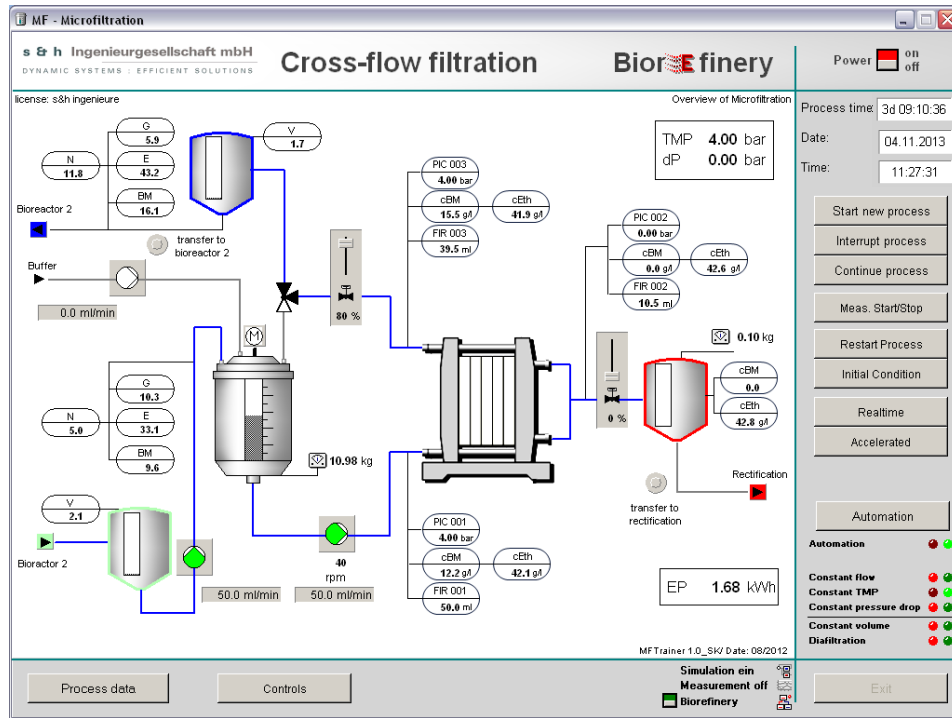 MF - Microfiltration
s & h Ingenieurgesellschaft mbH
DYNAMIC SYSTEMS : EFFICIENT SOLUTIONS
Cross-flow filtration
Bior E finery
Power
on
off
license: s&h ingenieure
Overview of Microfiltration
TMP 4.00 bar
dP 0.00 bar
Process time: 3d 09:10:36
Date: 04.11.2013
Time: 11:27:31
Start new process
Interrupt process
Continue process
Meas. Start/Stop
Restart Process
Initial Condition
Realtime
Accelerated
Automation
Automation
Constant flow
Constant TMP
Constant pressure drop
Constant volume
Diafiltration
Exit
G
5.9
N
11.8
E
43.2
BM
16.1
V
1.7
Bioreactor 2
transfer to
bioreactor 2
Buffer
0.0 ml/min
80 %
PIC 003
4.00 bar
cBM
15.5 g/l
cEth
41.9 g/l
FIR 003
39.5 ml
PIC 002
0.00 bar
cBM
0.0 g/l
cEth
42.6 g/l
FIR 002
10.5 ml
M
0.10 kg
cBM
0.0
cEth
42.8 g/l
0 %
G
10.3
N
5.0
E
33.1
BM
9.6
10.98 kg
V
2.1
Bioractor 2
50.0 ml/min
40
rpm
50.0 ml/min
PIC 001
4.00 bar
cBM
12.2 g/l
cEth
42.1 g/l
FIR 001
50.0 ml
transfer to
rectification
Rectification
EP 1.68 kWh
MFTrainer 1.0_SK/ Date: 08/2012
Process data
Controls
Simulation ein
Measurement off
Biorefinery